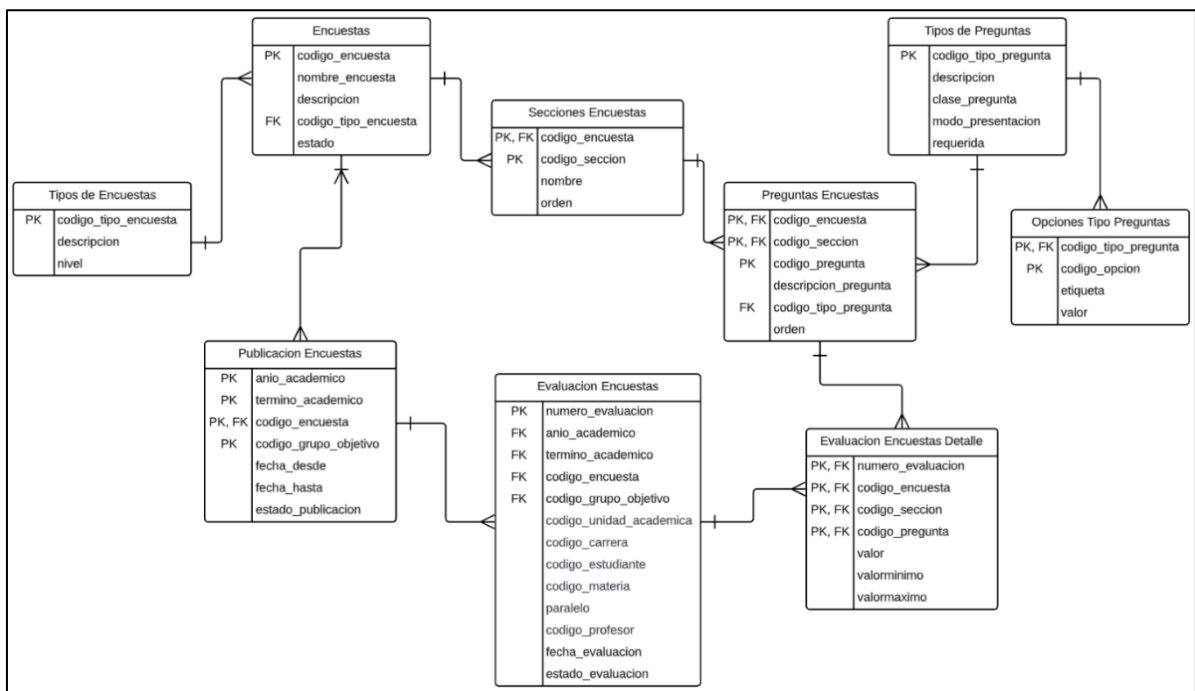 Encuestas
PK codigo_encuesta
nombre_encuesta
descripcion
FK codigo_tipo_encuesta
estado
Tipos de Preguntas
PK codigo_tipo_pregunta
descripcion
clase_pregunta
modo_presentacion
requerida
Secciones Encuestas
PK, FK codigo_encuesta
PK codigo_seccion
nombre
orden
Tipos de Encuestas
PK codigo_tipo_encuesta
descripcion
nivel
Preguntas Encuestas
PK, FK codigo_encuesta
PK, FK codigo_seccion
PK codigo_pregunta
descripcion_pregunta
FK codigo_tipo_pregunta
orden
Opciones Tipo Preguntas
PK, FK codigo_tipo_pregunta
PK codigo_opcion
etiqueta
valor
Publicacion Encuestas
PK anio_academico
PK termino_academico
PK, FK codigo_encuesta
PK codigo_grupo_objetivo
fecha_desde
fecha_hasta
estado_publicacion
Evaluacion Encuestas
PK numero_evaluacion
FK anio_academico
FK termino_academico
FK codigo_encuesta
FK codigo_grupo_objetivo
codigo_unidad_academica
codigo_carrera
codigo_estudiante
codigo_materia
paralelo
codigo_profesor
fecha_evaluacion
estado_evaluacion
Evaluacion Encuestas Detalle
PK, FK numero_evaluacion
PK, FK codigo_encuesta
PK, FK codigo_seccion
PK, FK codigo_pregunta
valor
valorminimo
valormaximo